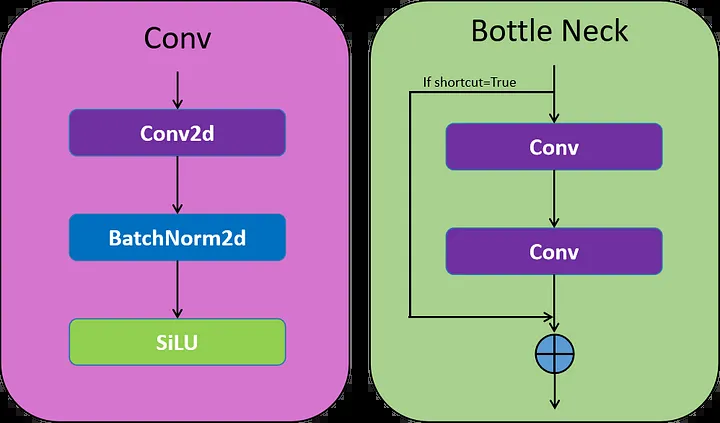 Conv
Conv2d
BatchNorm2d
SiLU
Bottle Neck
If shortcut=True
Conv
Conv